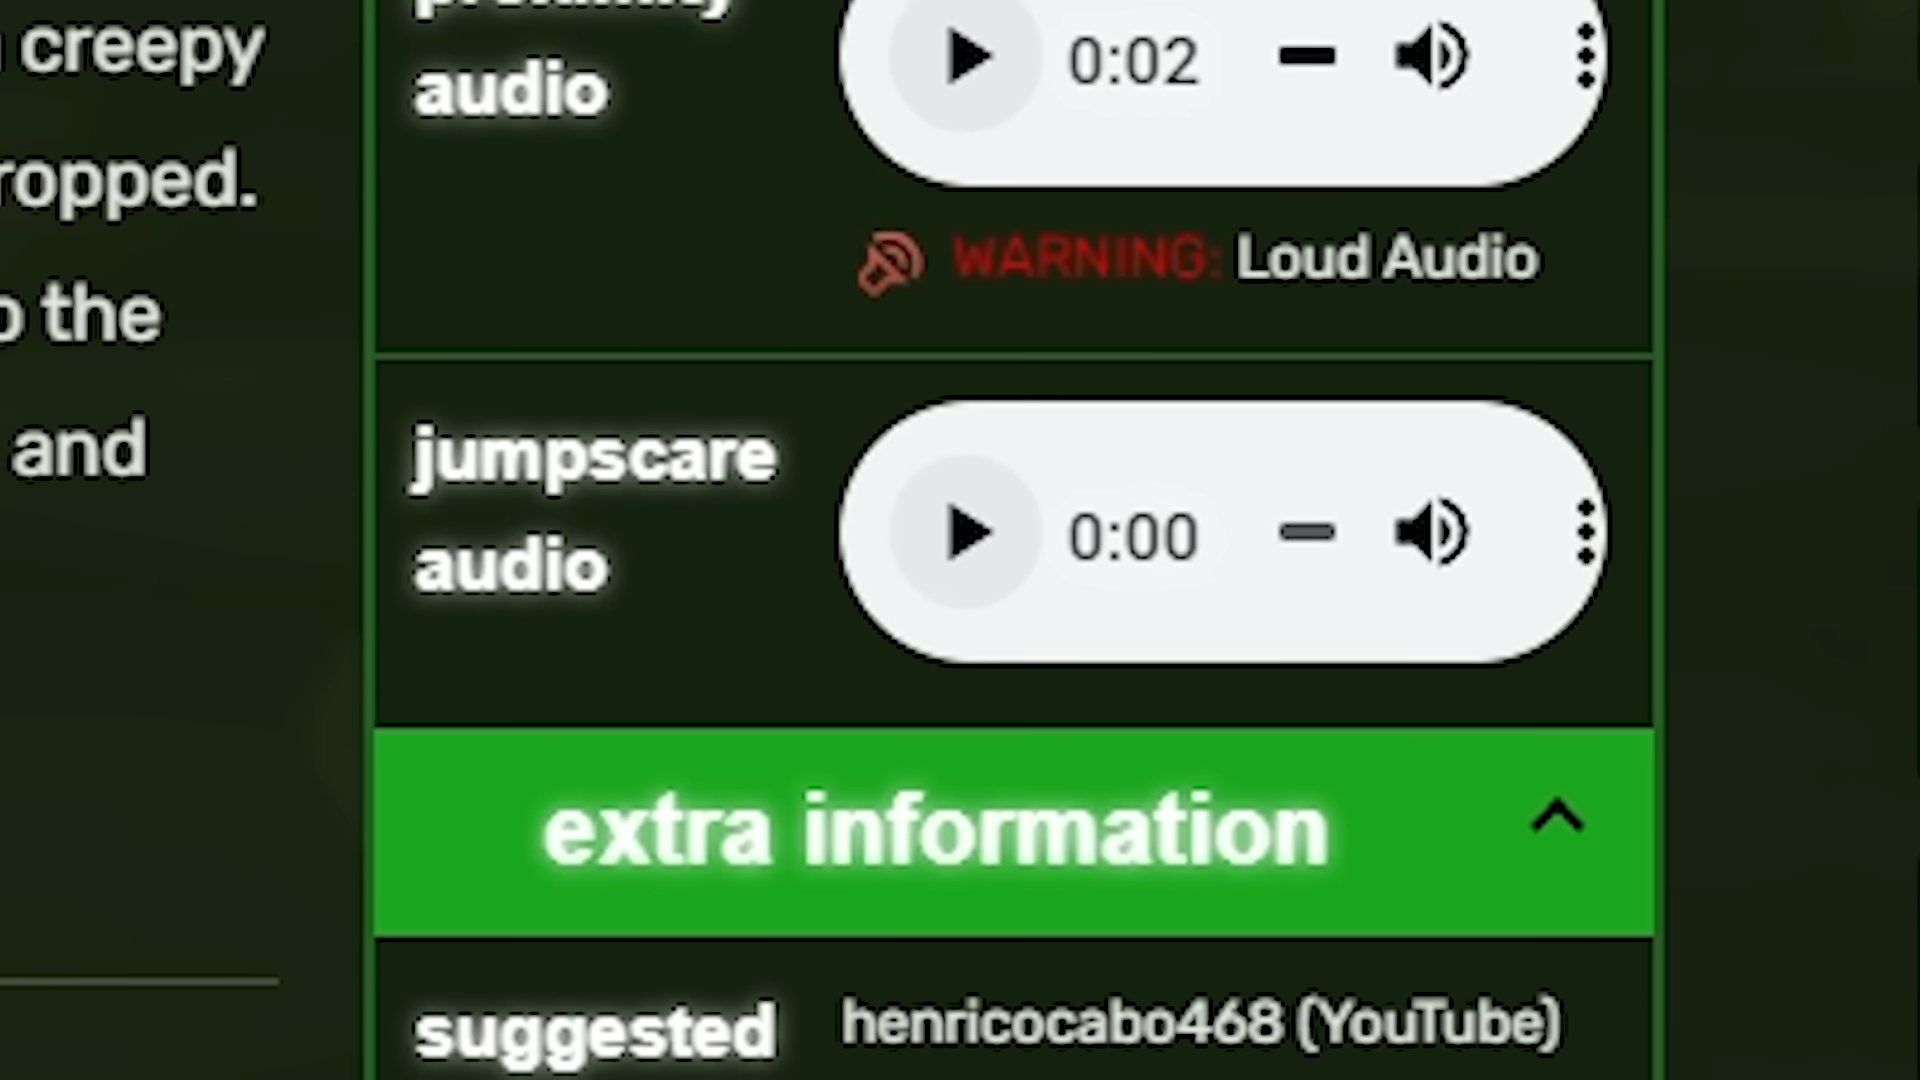 creepy
audio
0:02
ropped.
WARNING: Loud Audio
the
and
jumpscare
audio
0:00
extra information
suggested
henricocabo468 (YouTube)